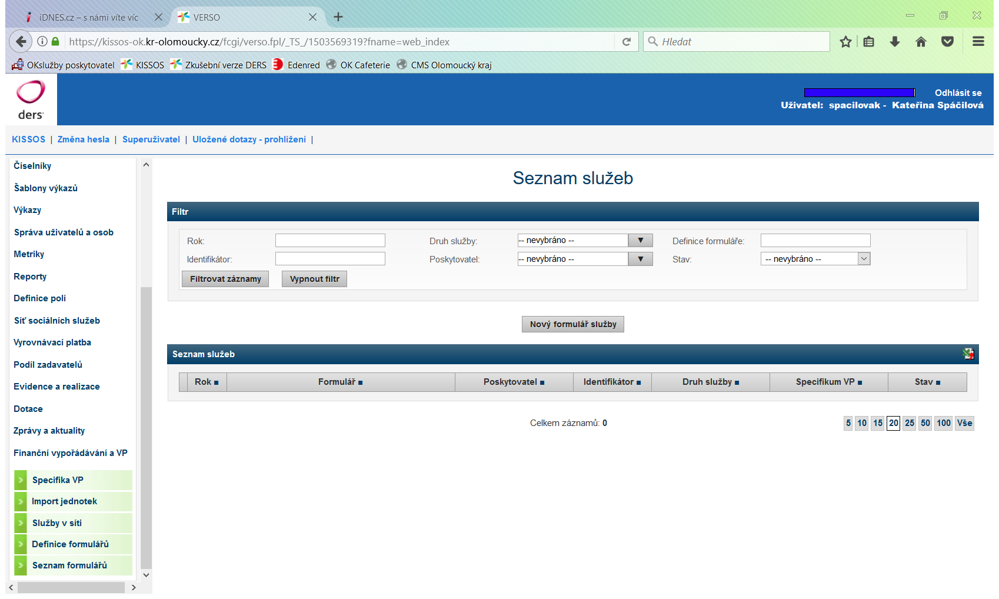 iDNES.cz – s námi víte víc
VERSO
https://kissos-ok.kr-olomoucky.cz/fcgi/verso.fpl/_TS_/1503569319?fname=web_index
Hledat
OKslužby poskytovatel KISSOS Zkušební verze DERS Edenred OK Cafeterie CMS Olomoucký kraj
ders
Odhlásit se
Uživatel: spacilovak - Kateřina Spáčilová
KISSOS | Změna hesla | Superuživatel | Uložené dotazy - prohlížení |
Číselníky
Šablony výkazů
Výkazy
Správa uživatelů a osob
Metriky
Reporty
Definice polí
Síť sociálních služeb
Vyrovnávací platba
Podíl zadavatelů
Evidence a realizace
Dotace
Zprávy a aktuality
Finanční vypořádávání a VP
Specifika VP
Import jednotek
Služby v síti
Definice formulářů
Seznam formulářů
Seznam služeb
Filtr
Rok: Druh služby: -- nevybráno -- Definice formuláře:
Identifikátor: Poskytovatel: -- nevybráno -- Stav: -- nevybráno --
Filtrovat záznamy Vypnout filtr
Nový formulář služby
Seznam služeb
Rok Formulář Poskytovatel Identifikátor Druh služby Specifikum VP Stav
Celkem záznamů: 0
5 10 15 20 25 50 100 Vše